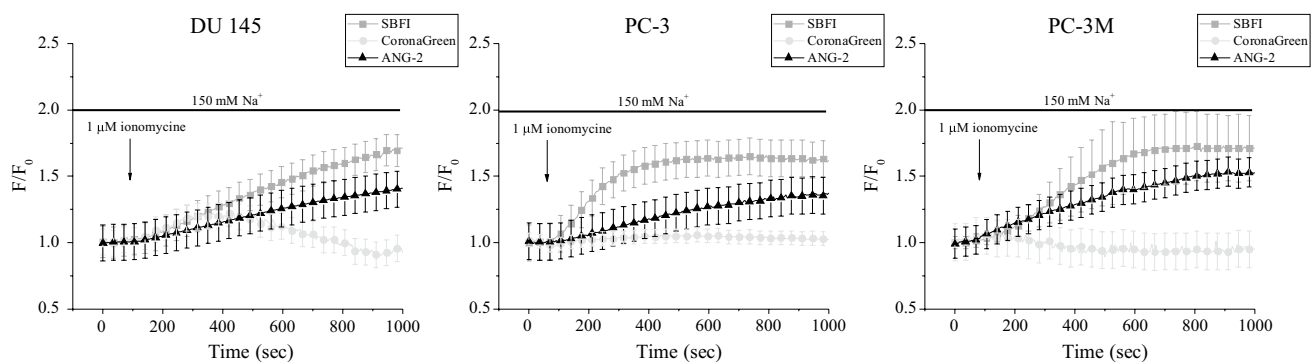 DU 145
SBFI
CoronaGreen
ANG-2
2.5
2.0
1.5
1.0
0.5
F/F0
150 mM Na+
1 μM ionomycine
0 200 400 600 800 1000
Time (sec)
PC-3
SBFI
CoronaGreen
ANG-2
2.5
2.0
1.5
1.0
0.5
F/F0
150 mM Na+
1 μM ionomycine
0 200 400 600 800 1000
Time (sec)
PC-3M
SBFI
CoronaGreen
ANG-2
2.5
2.0
1.5
1.0
0.5
F/F0
150 mM Na+
1 μM ionomycine
0 200 400 600 800 1000
Time (sec)